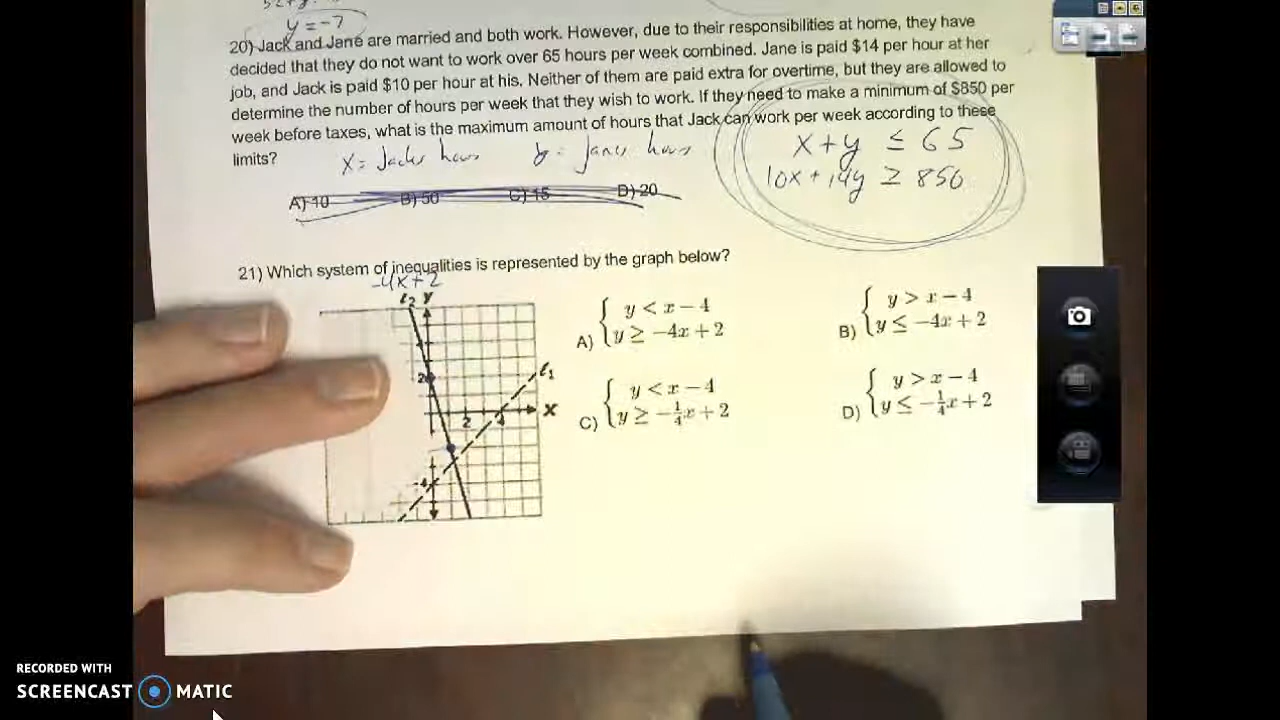 y = -7
20) Jack and Jane are married and both work. However, due to their responsibilities at home, they have
decided that they do not want to work over 65 hours per week combined. Jane is paid $14 per hour at her
job, and Jack is paid $10 per hour at his. Neither of them are paid extra for overtime, but they are allowed to
determine the number of hours per week that they wish to work. If they need to make a minimum of $850 per
week before taxes, what is the maximum amount of hours that Jack can work per week according to these
limits?
x = Jacks hours y = Janes hours
x + y ≤ 65
10x + 14y ≥ 850
A) 10 B) 50 C) 15 D) 20
21) Which system of inequalities is represented by the graph below?
-4x + 2
ℓ2 y
2
ℓ1
x
2 4
-4
A) { y < x - 4
y ≥ -4x + 2
B) { y > x - 4
y ≤ -4x + 2
C) { y < x - 4
y ≥ -1/4x + 2
D) { y > x - 4
y ≤ -1/4x + 2
RECORDED WITH
SCREENCAST MATIC